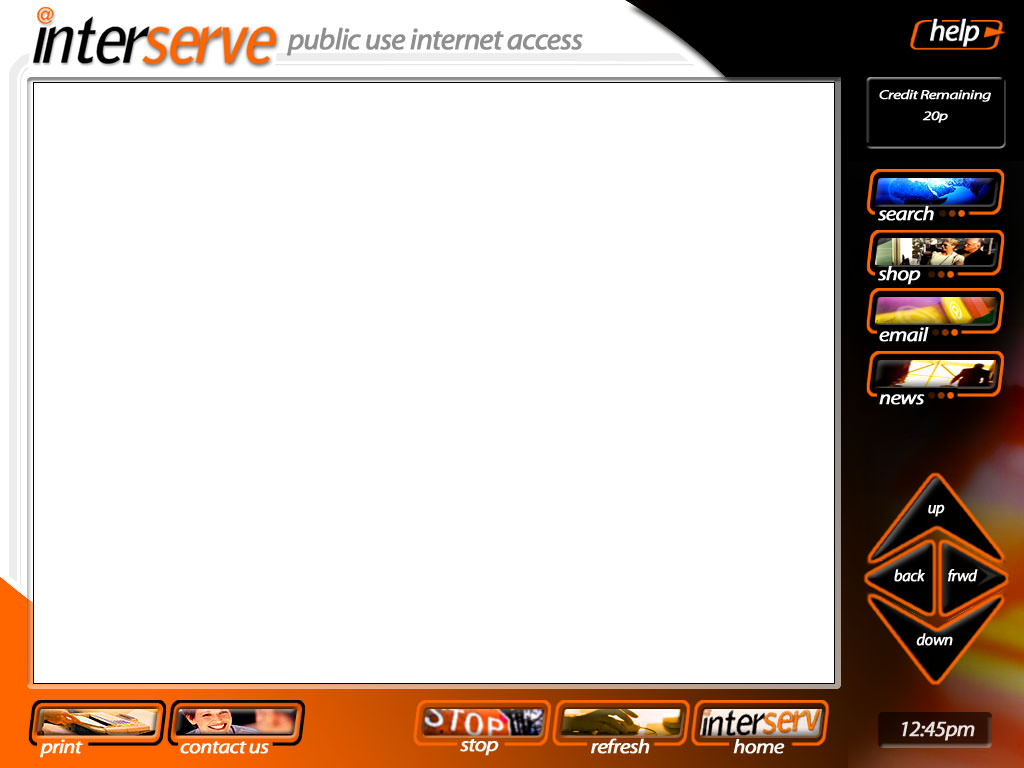 @
interserve public use internet access
help
Credit Remaining
20p
search
shop
email
news
up
back frwd
down
print
contact us
STOP
stop
refresh
interserv
home
12:45pm